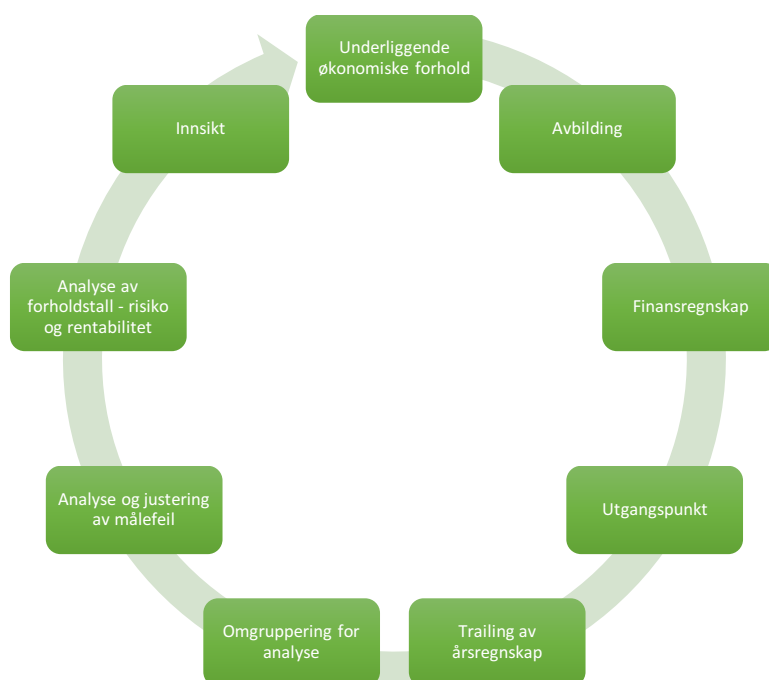 Underliggende
økonomiske forhold
Avbilding
Finansregnskap
Utgangspunkt
Trailing av
årsregnskap
Omgruppering for
analyse
Analyse og justering
av målefeil
Analyse av
forholdstall - risiko
og rentabilitet
Innsikt